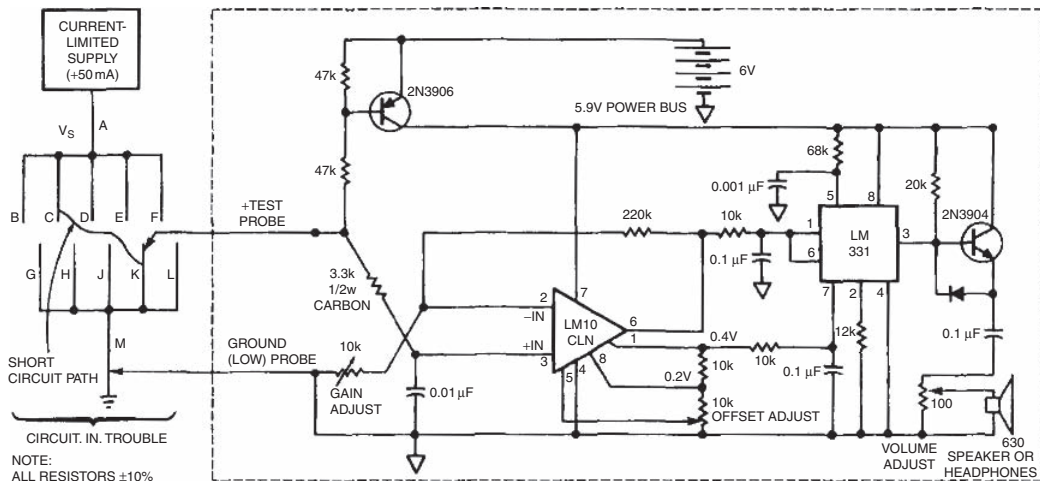 CURRENT-
LIMITED
SUPPLY
(+50 mA)
VS
A
B
C
D
E
F
G
H
J
K
L
M
SHORT
CIRCUIT PATH
CIRCUIT. IN. TROUBLE
NOTE:
ALL RESISTORS ±10%
+TEST
PROBE
GROUND
(LOW) PROBE
47k
2N3906
47k
3.3k
1/2w
CARBON
10k
GAIN
ADJUST
0.01 µF
6V
5.9V POWER BUS
220k
10k
0.1 µF
2
–IN
+IN
3
LM10
CLN
7
6
1
8
5
4
0.4V
0.2V
10k
10k
OFFSET ADJUST
10k
0.1 µF
68k
0.001 µF
5
8
1
6
LM
331
3
7
2
4
12k
20k
2N3904
0.1 µF
100
VOLUME
ADJUST
630
SPEAKER OR
HEADPHONES